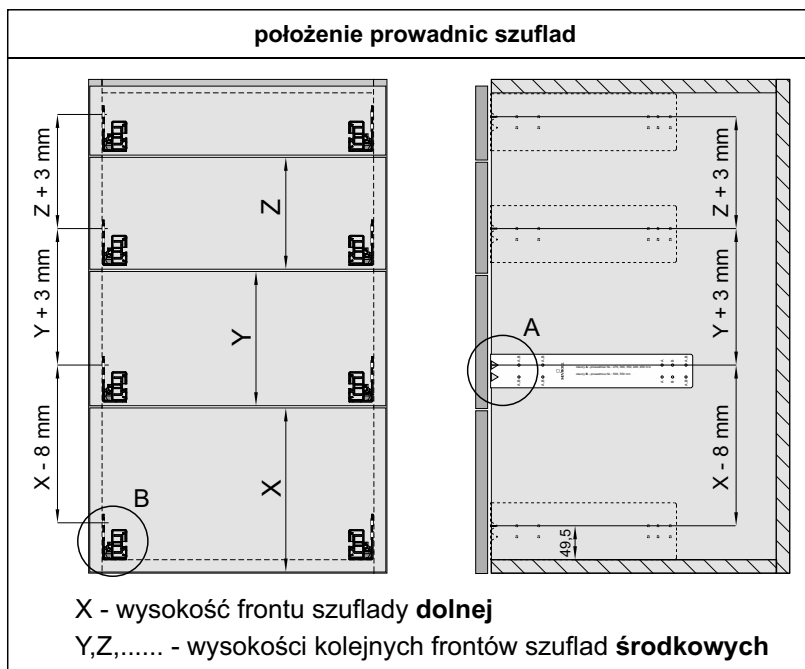 położenie prowadnic szuflad
Z + 3 mm
Y + 3 mm
X - 8 mm
Z
Y
X
B
A
Z + 3 mm
Y + 3 mm
X - 8 mm
49,5
X - wysokość frontu szuflady dolnej
Y,Z,...... - wysokości kolejnych frontów szuflad środkowych